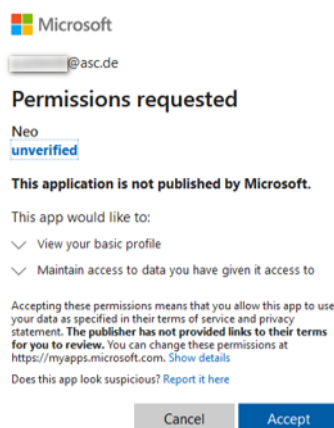 Microsoft
@asc.de
Permissions requested
Neo
unverified
This application is not published by Microsoft.
This app would like to:
View your basic profile
Maintain access to data you have given it access to
Accepting these permissions means that you allow this app to use
your data as specified in their terms of service and privacy
statement. The publisher has not provided links to their terms
for you to review. You can change these permissions at
https://myapps.microsoft.com. Show details
Does this app look suspicious? Report it here
Cancel Accept